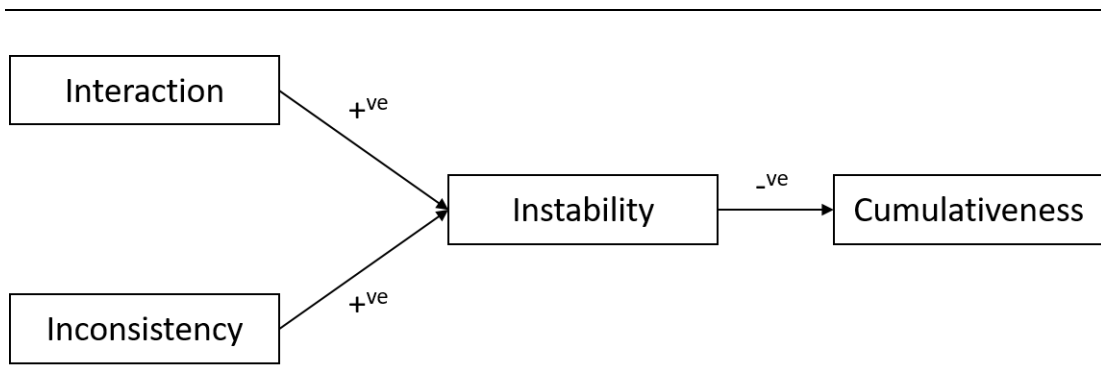 Interaction
+ve
Instability
-ve
Cumulativeness
+ve
Inconsistency